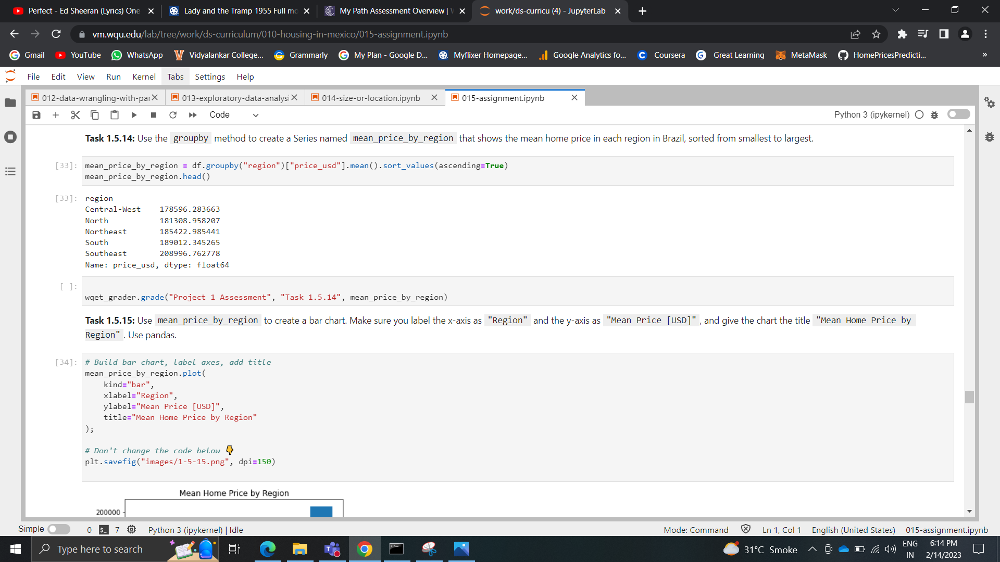 Perfect - Ed Sheeran (Lyrics) One
Lady and the Tramp 1955 Full mo
My Path Assessment Overview |
work/ds-curricu (4) - JupyterLab
vm.wqu.edu/lab/tree/work/ds-curriculum/010-housing-in-mexico/015-assignment.ipynb
Gmail YouTube WhatsApp Vidyalankar College... Grammarly My Plan - Google D... Myflixer Homepage... Google Analytics fo... Coursera Great Learning MetaMask HomePricesPredicti... »
File Edit View Run Kernel Tabs Settings Help
012-data-wrangling-with-pa 013-exploratory-data-analysi 014-size-or-location.ipynb 015-assignment.ipynb
Code Python 3 (ipykernel)
Task 1.5.14: Use the groupby method to create a Series named mean_price_by_region that shows the mean home price in each region in Brazil, sorted from smallest to largest.
[33]: mean_price_by_region = df.groupby("region")["price_usd"].mean().sort_values(ascending=True)
mean_price_by_region.head()
[33]: region
Central-West 178596.283663
North 181308.958207
Northeast 185422.985441
South 189012.345265
Southeast 208996.762778
Name: price_usd, dtype: float64
[ ]:
wqet_grader.grade("Project 1 Assessment", "Task 1.5.14", mean_price_by_region)
Task 1.5.15: Use mean_price_by_region to create a bar chart. Make sure you label the x-axis as "Region" and the y-axis as "Mean Price [USD]", and give the chart the title "Mean Home Price by
Region". Use pandas.
[34]: # Build bar chart, label axes, add title
mean_price_by_region.plot(
kind="bar",
xlabel="Region",
ylabel="Mean Price [USD]",
title="Mean Home Price by Region"
);
# Don't change the code below 👇
plt.savefig("images/1-5-15.png", dpi=150)
Mean Home Price by Region
200000
Simple 0 7 Python 3 (ipykernel) | Idle Mode: Command Ln 1, Col 1 English (United States) 015-assignment.ipynb
Type here to search 31°C Smoke ENG 6:14 PM
IN 2/14/2023